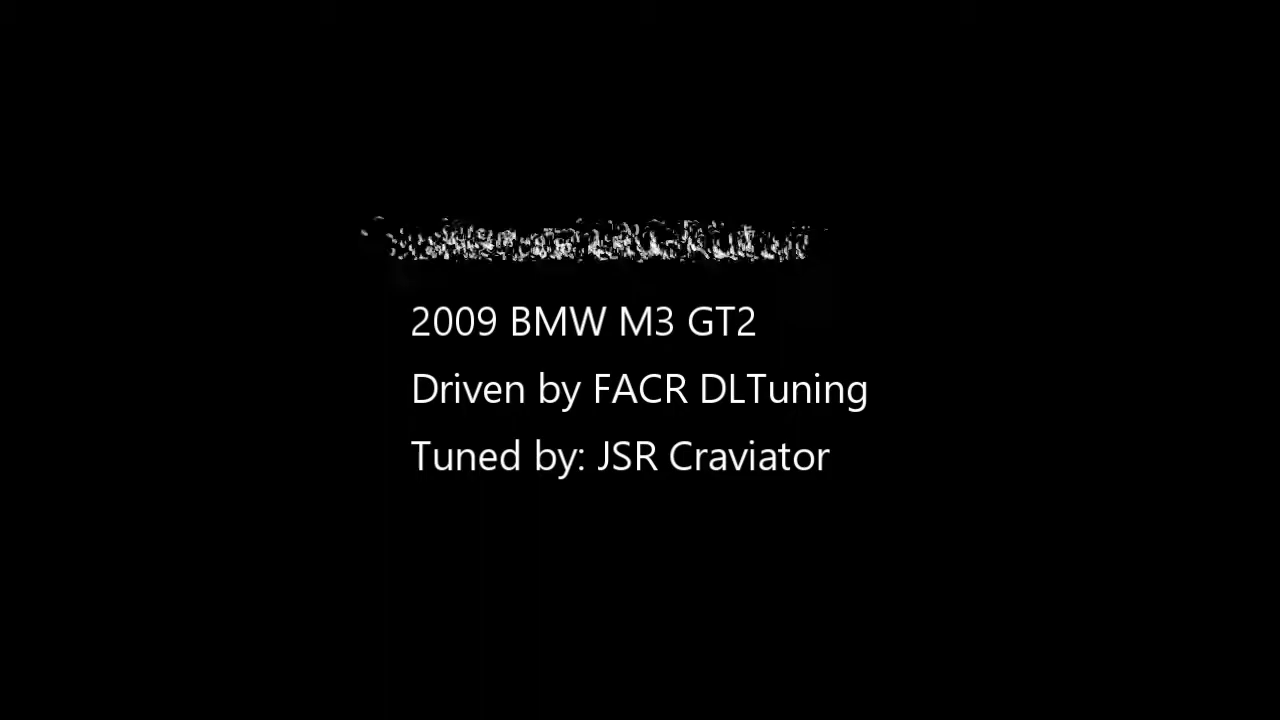 2009 BMW M3 GT2
Driven by FACR DLTuning
Tuned by: JSR Craviator